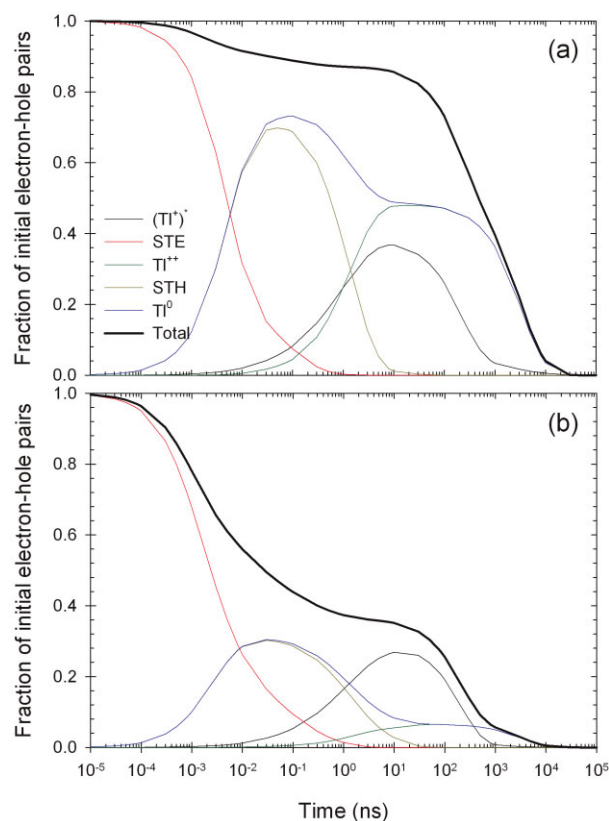 (a)
1.0
0.8
0.6
0.4
0.2
0.0
Fraction of initial electron-hole pairs
(Tl⁺)*
STE
Tl⁺⁺
STH
Tl⁰
Total
(b)
1.0
0.8
0.6
0.4
0.2
0.0
Fraction of initial electron-hole pairs
10⁻⁵ 10⁻⁴ 10⁻³ 10⁻² 10⁻¹ 10⁰ 10¹ 10² 10³ 10⁴ 10⁵
Time (ns)